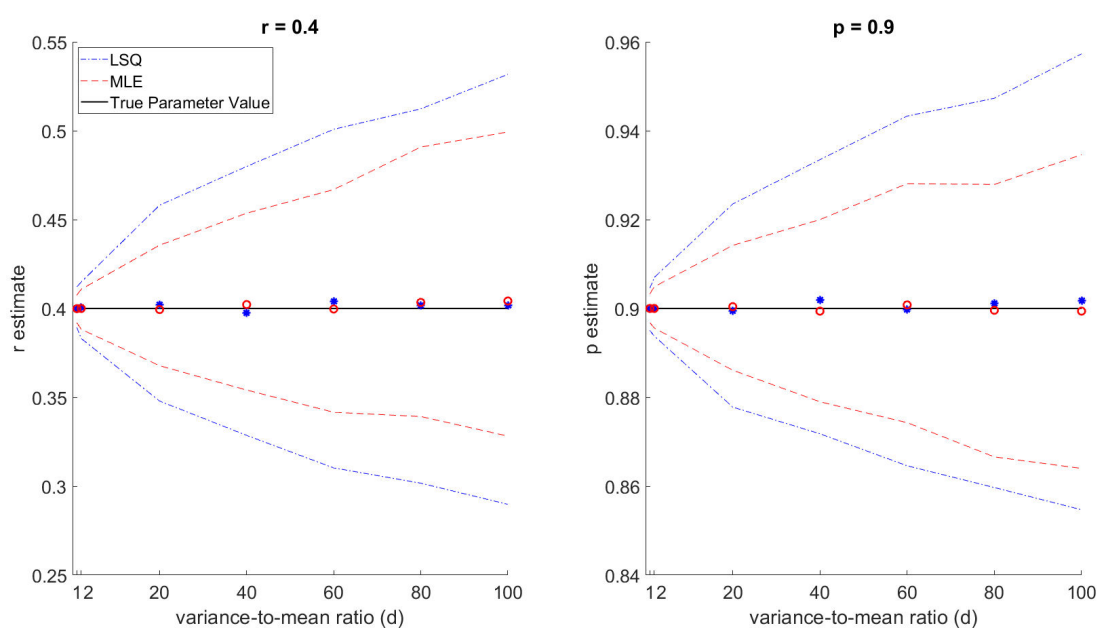 r = 0.4
LSQ
MLE
True Parameter Value
0.55
0.5
0.45
0.4
0.35
0.3
0.25
r estimate
12 20 40 60 80 100
variance-to-mean ratio (d)
p = 0.9
0.96
0.94
0.92
0.9
0.88
0.86
0.84
p estimate
12 20 40 60 80 100
variance-to-mean ratio (d)